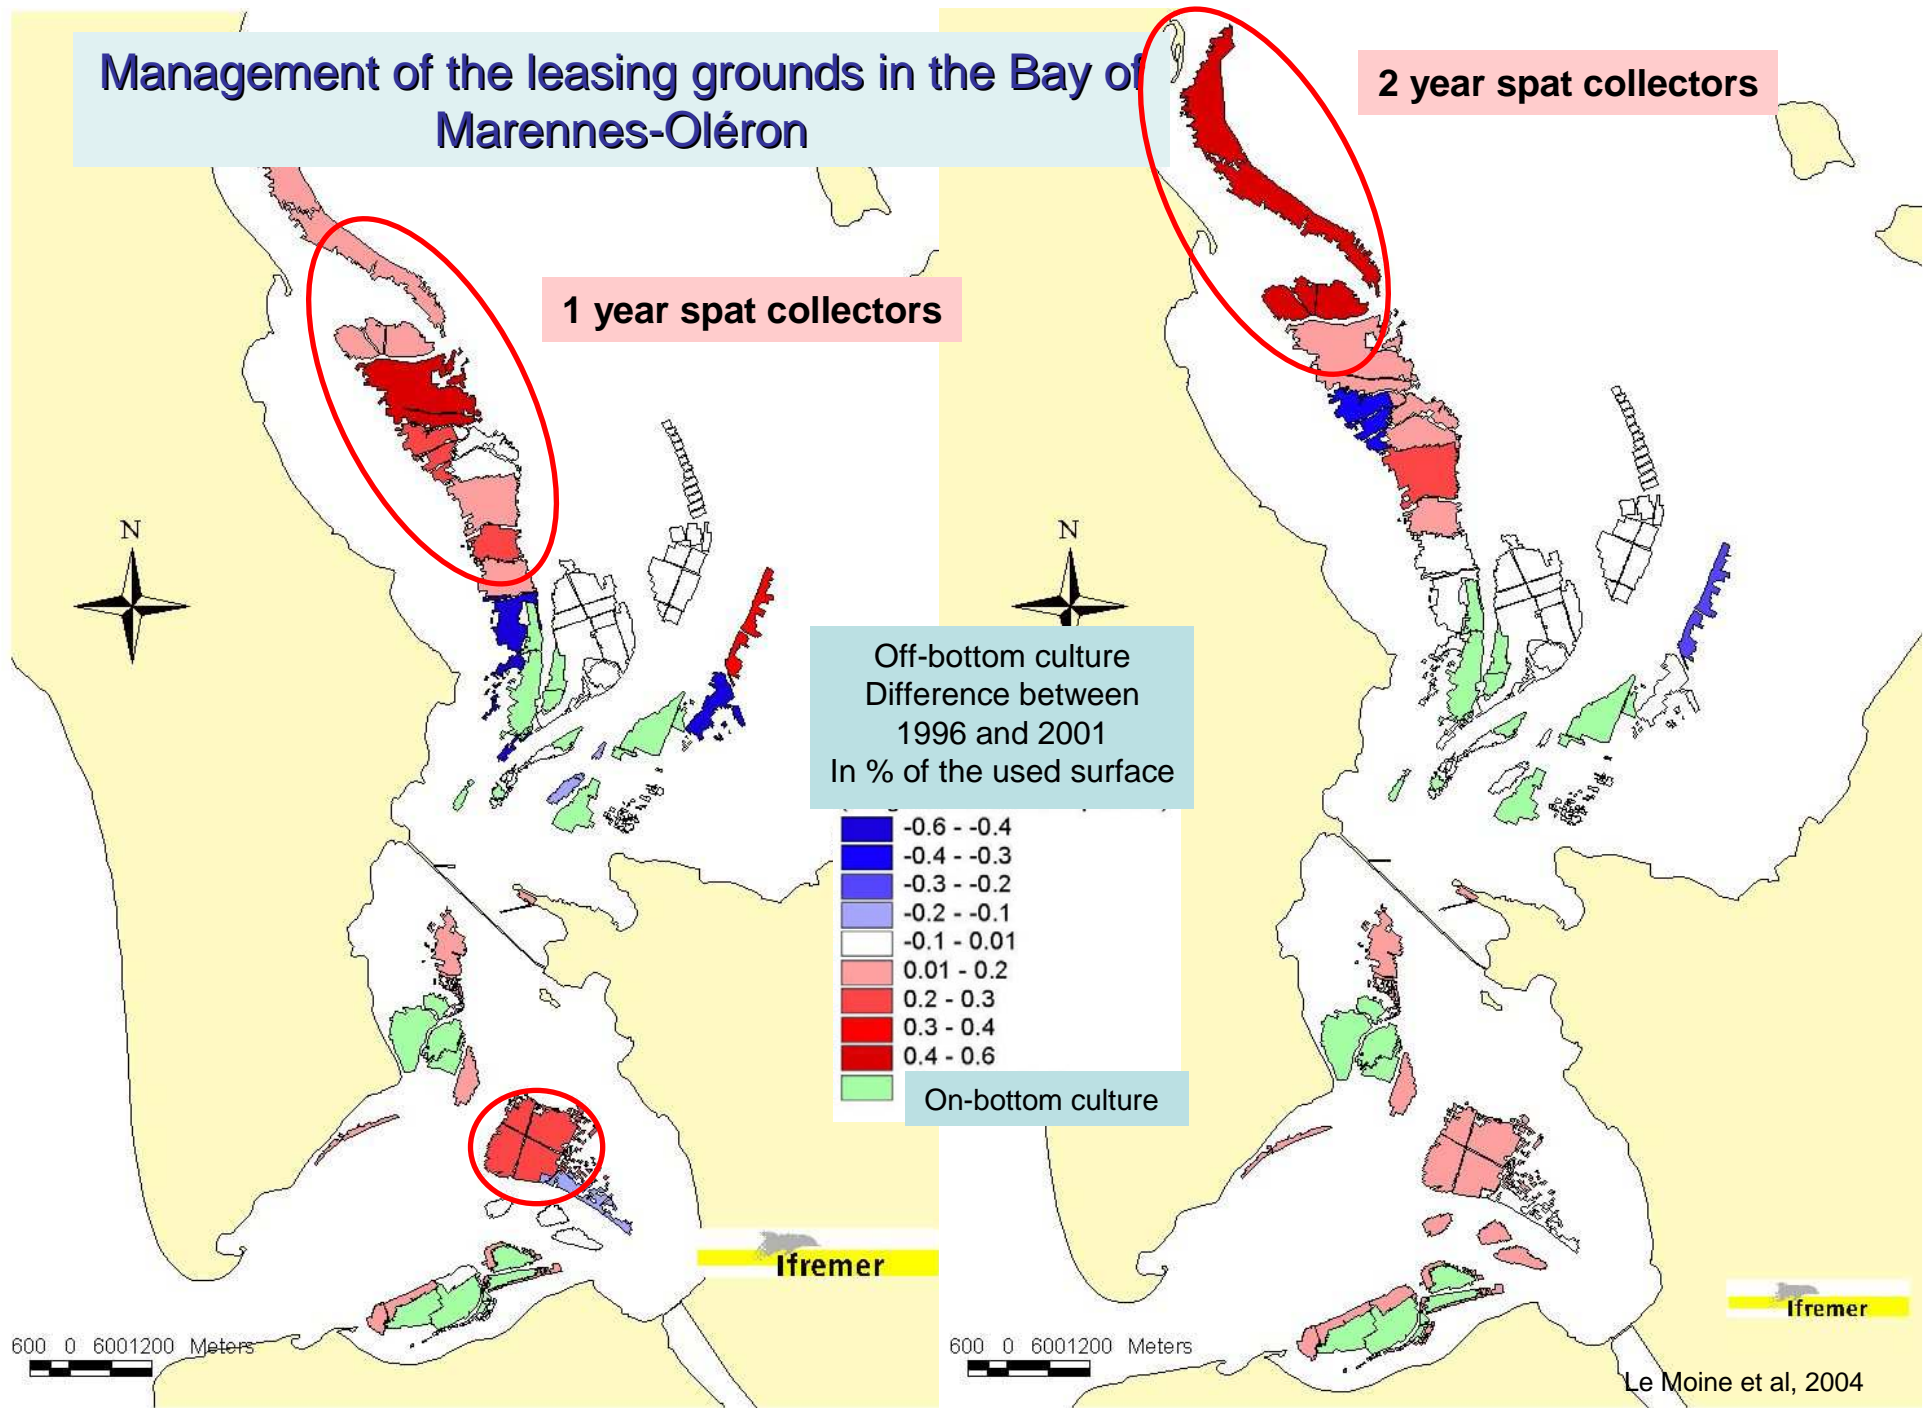 Management of the leasing grounds in the Bay of
Marennes-Oléron
2 year spat collectors
1 year spat collectors
N
N
Off-bottom culture
Difference between
1996 and 2001
In % of the used surface
-0.6 - -0.4
-0.4 - -0.3
-0.3 - -0.2
-0.2 - -0.1
-0.1 - 0.01
0.01 - 0.2
0.2 - 0.3
0.3 - 0.4
0.4 - 0.6
On-bottom culture
Ifremer
Ifremer
600 0 6001200 Meters
600 0 6001200 Meters
Le Moine et al, 2004